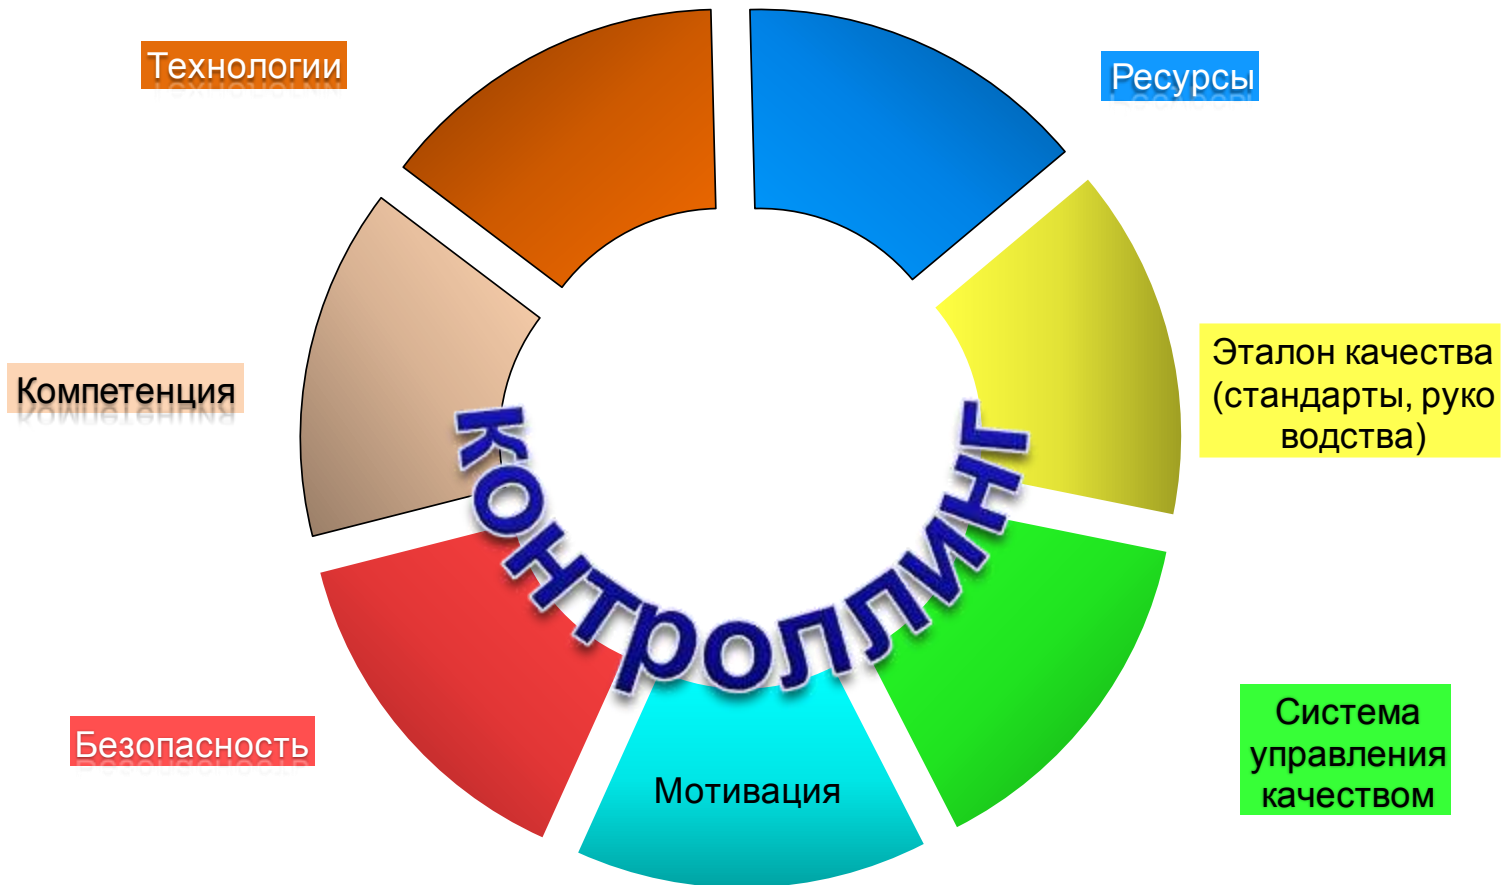 Технологии
Ресурсы
Компетенция
Эталон качества
(стандарты, руко
водства)
контроллинг
Безопасность
Мотивация
Система
управления
качеством